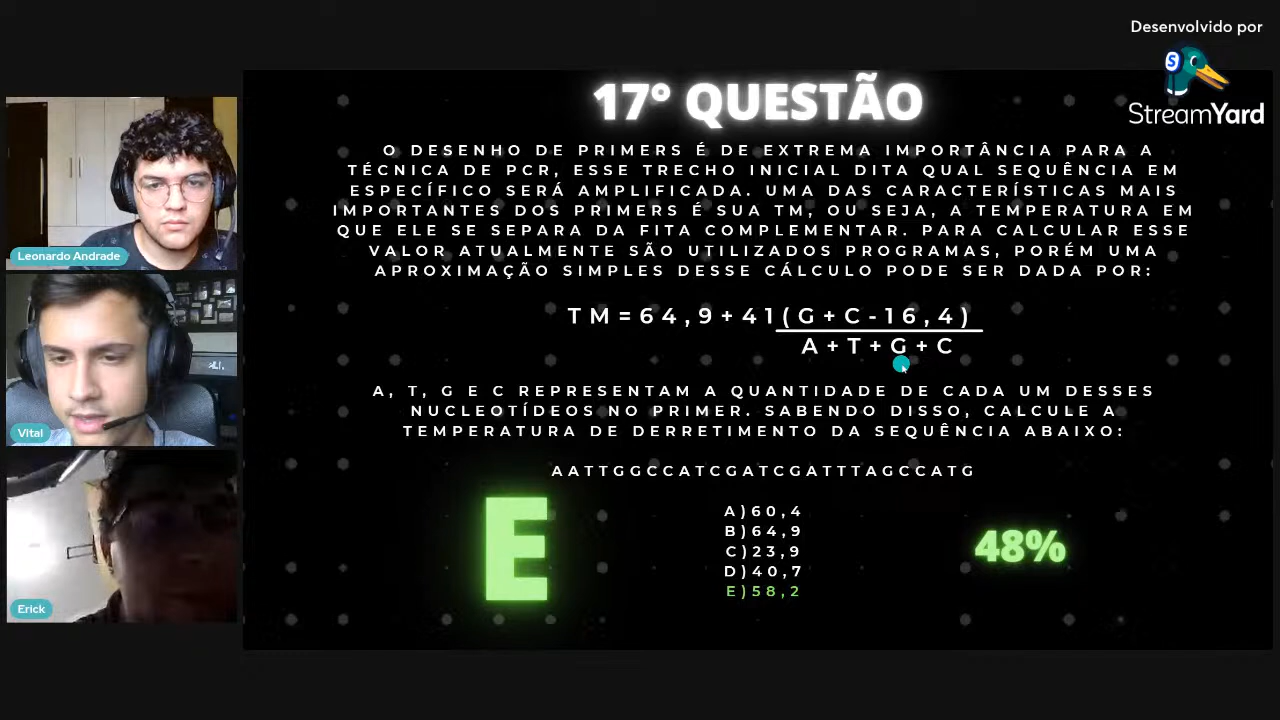 Desenvolvido por
StreamYard
17º QUESTÃO
O DESENHO DE PRIMERS É DE EXTREMA IMPORTÂNCIA PARA A
TÉCNICA DE PCR, ESSE TRECHO INICIAL DITA QUAL SEQUÊNCIA EM
ESPECÍFICO SERÁ AMPLIFICADA. UMA DAS CARACTERÍSTICAS MAIS
IMPORTANTES DOS PRIMERS É SUA TM, OU SEJA, A TEMPERATURA EM
QUE ELE SE SEPARA DA FITA COMPLEMENTAR. PARA CALCULAR ESSE
VALOR ATUALMENTE SÃO UTILIZADOS PROGRAMAS, PORÉM UMA
APROXIMAÇÃO SIMPLES DESSE CÁLCULO PODE SER DADA POR:
TM=64,9+41(G+C-16,4)
A+T+G+C
A, T, G E C REPRESENTAM A QUANTIDADE DE CADA UM DESSES
NUCLEOTÍDEOS NO PRIMER. SABENDO DISSO, CALCULE A
TEMPERATURA DE DERRETIMENTO DA SEQUÊNCIA ABAIXO:
AATTGGCCATCGATCGATTTAGCCATG
E
A)60,4
B)64,9
C)23,9
D)40,7
E)58,2
48%
Leonardo Andrade
Vital
Erick